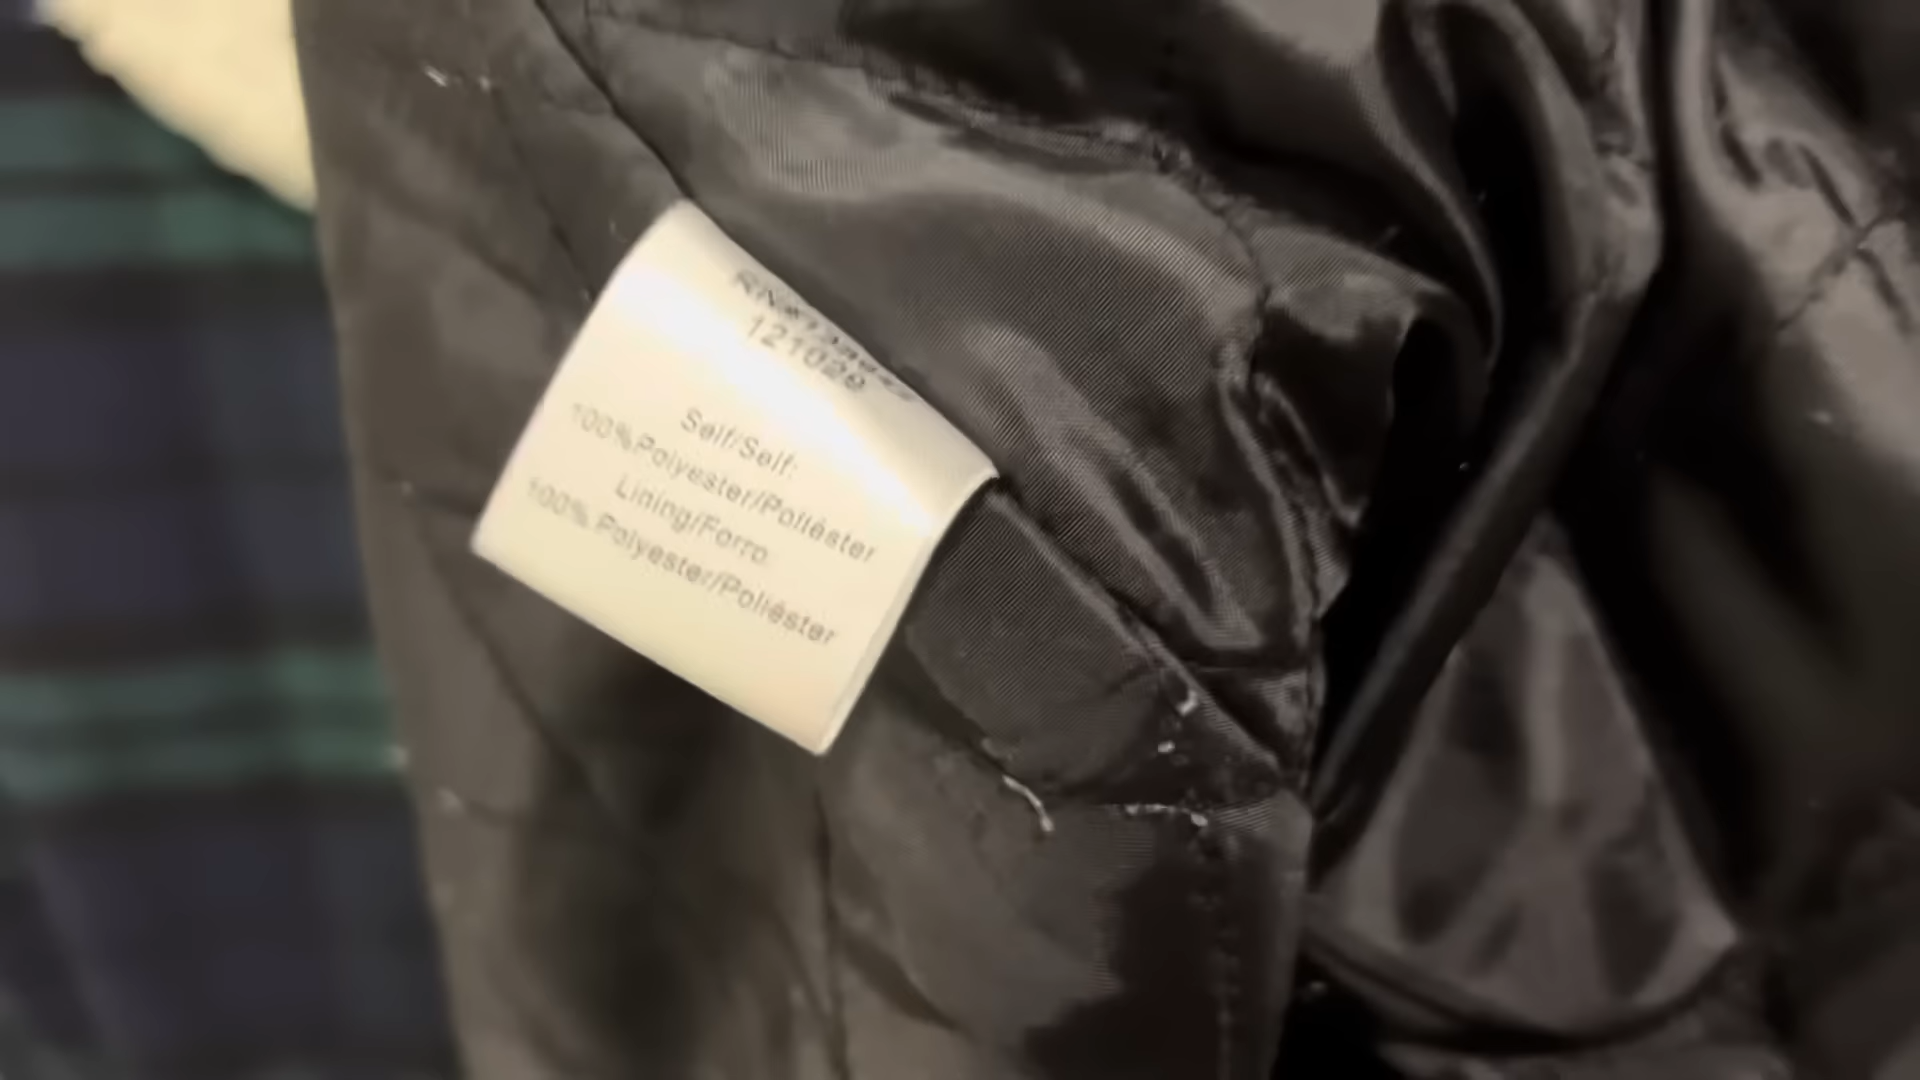 121029
Self/Self:
100%Polyester/Poliéster
Lining/Forro:
100% Polyester/Poliéster